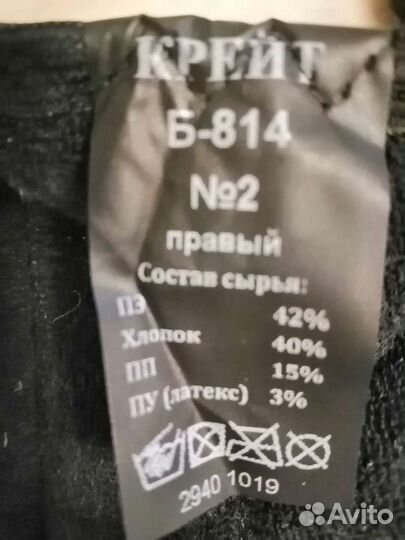 КРЕЙТ
Б-814
№2
правый
Состав сырья:
ПЭ 42%
Хлопок 40%
ПП 15%
ПУ (латекс) 3%
2940 1019
Avito